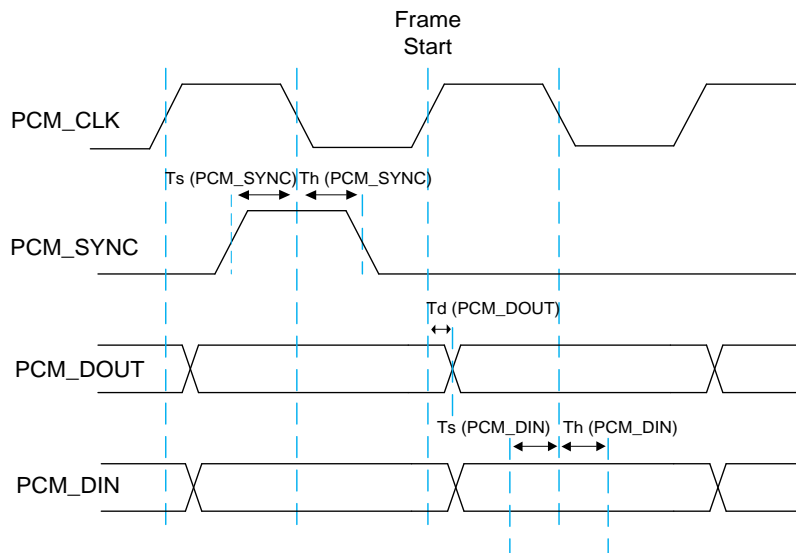 Frame
Start
PCM_CLK
Ts (PCM_SYNC) Th (PCM_SYNC)
PCM_SYNC
Td (PCM_DOUT)
PCM_DOUT
Ts (PCM_DIN) Th (PCM_DIN)
PCM_DIN